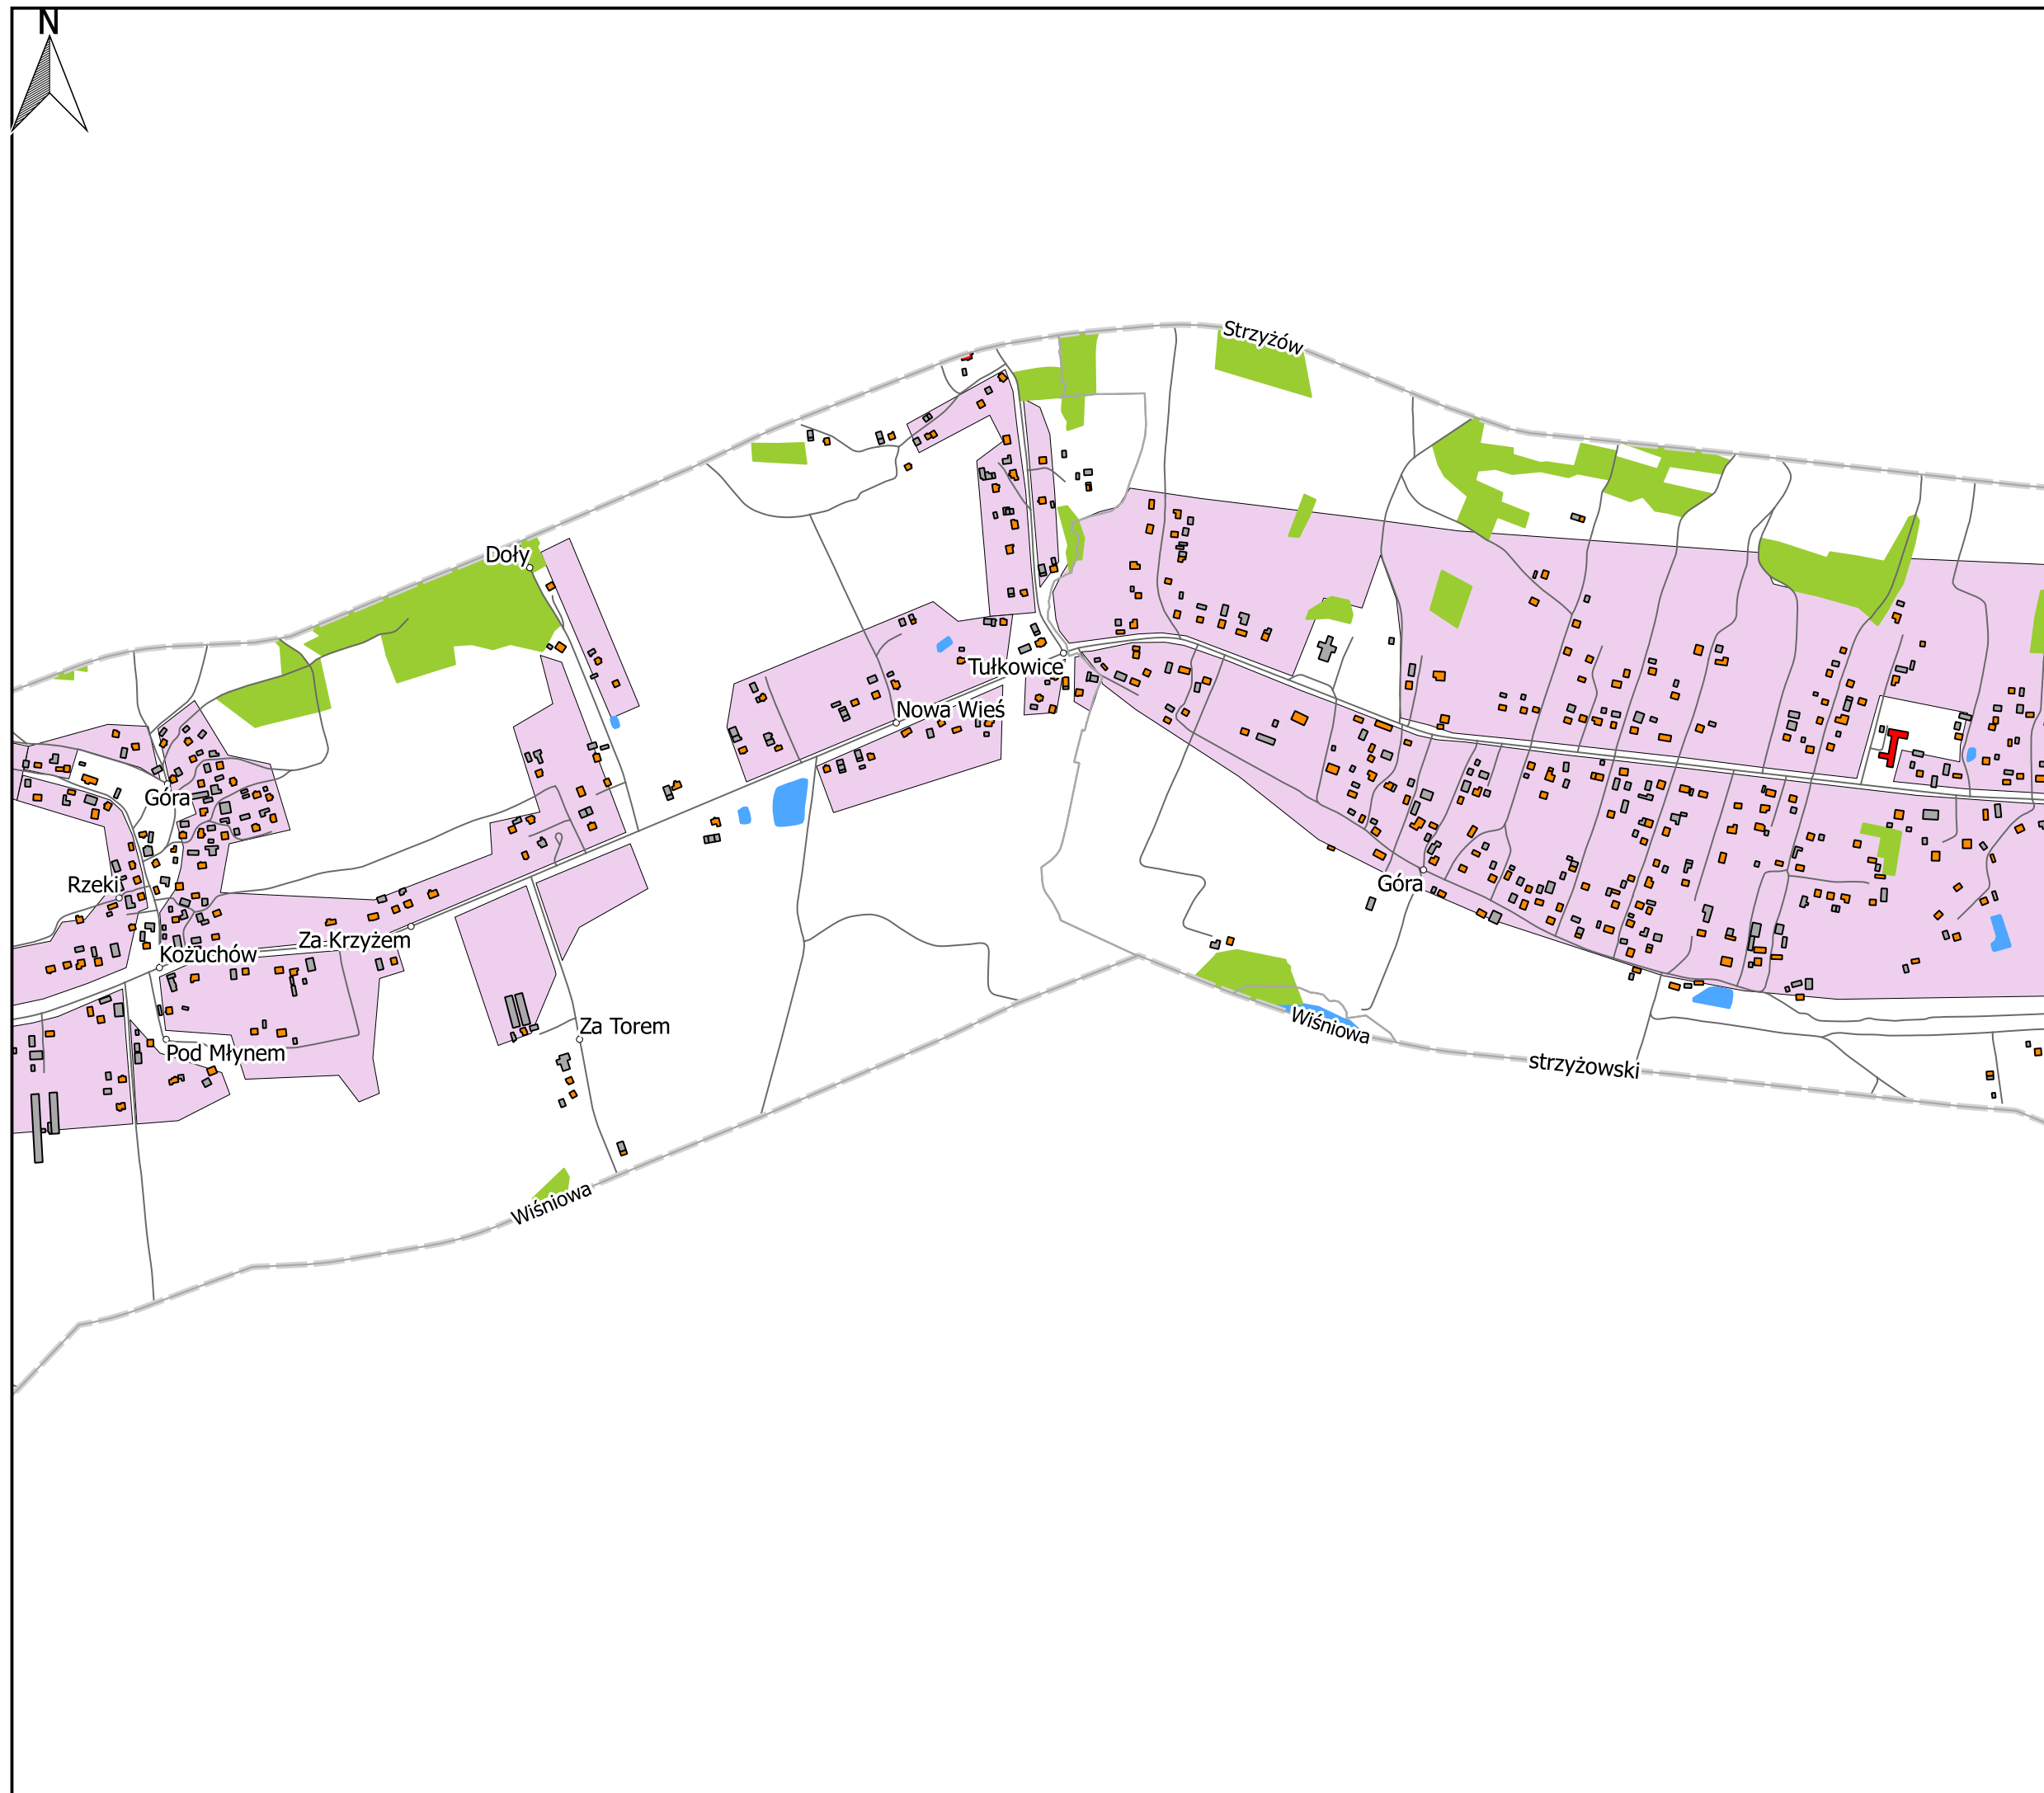 N
Strzyżów
Doły
Tułkowice
Nowa Wieś
Góra
Rzeki
Góra
Za Krzyżem
Kożuchów
Za Torem
Wiśniowa
Pod Młynem
strzyżowski
Wiśniowa